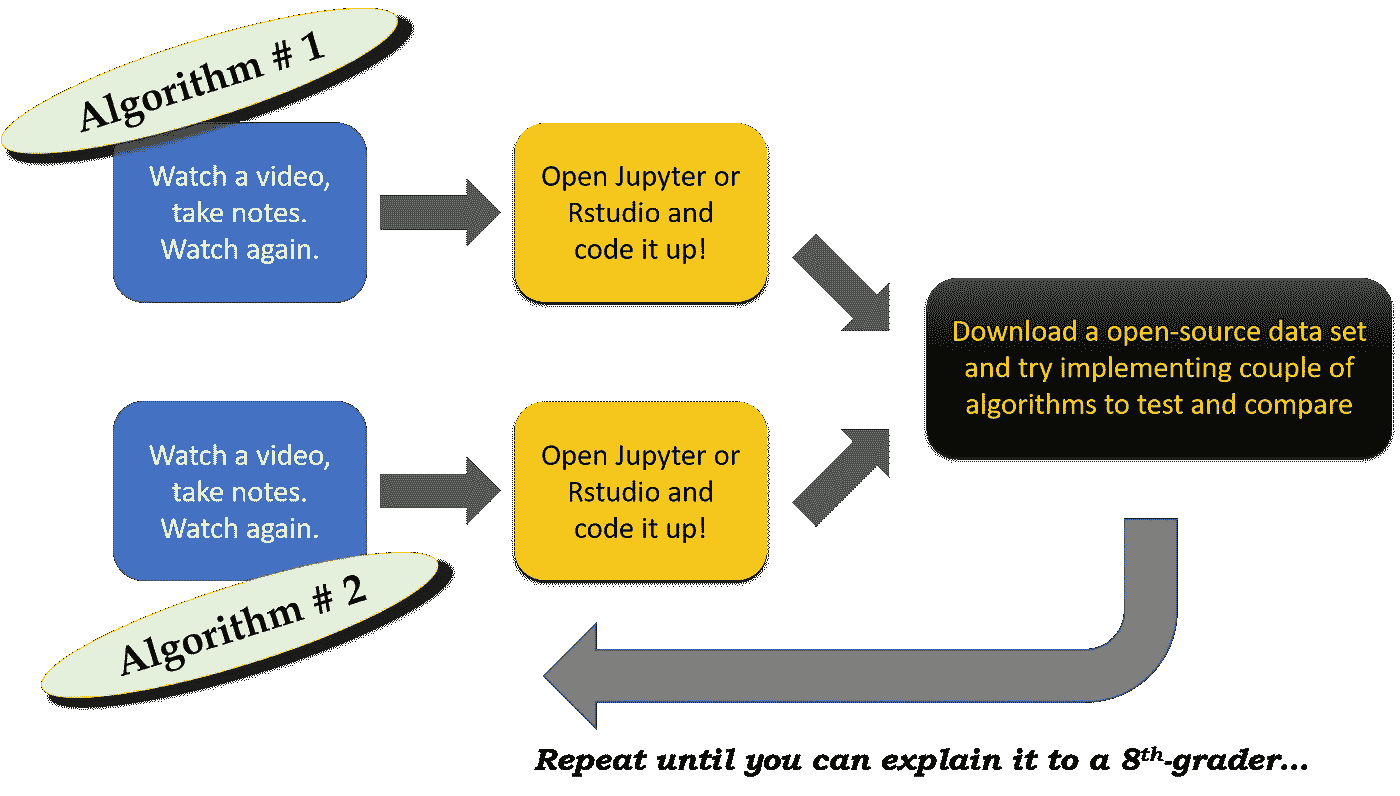 Algorithm # 1
Watch a video,
take notes.
Watch again.
Open Jupyter or
Rstudio and
code it up!
Download a open-source data set
and try implementing couple of
algorithms to test and compare
Watch a video,
take notes.
Watch again.
Open Jupyter or
Rstudio and
code it up!
Algorithm # 2
Repeat until you can explain it to a 8th-grader...